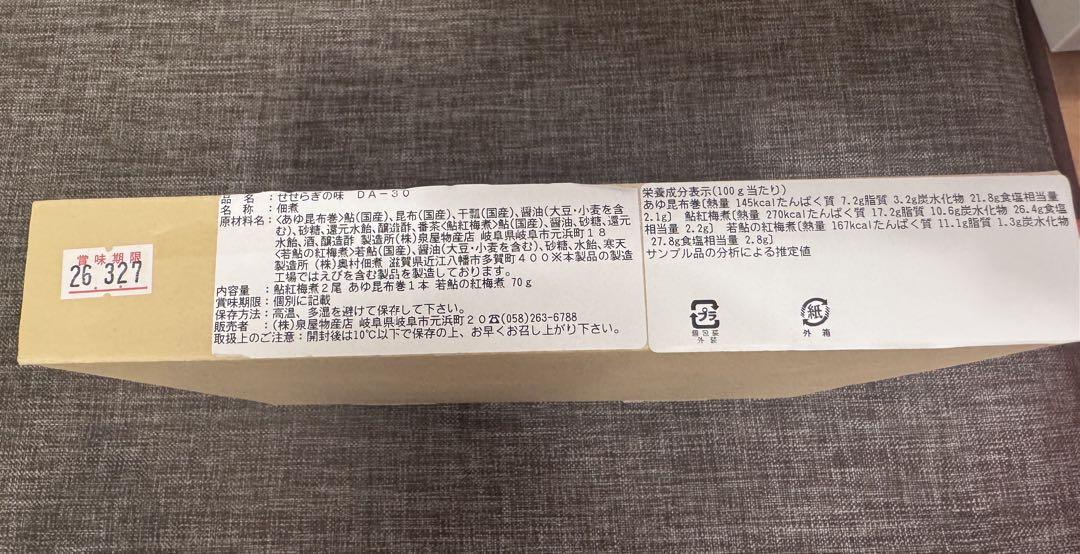 賞味期限
26.3.27
品　名　：せせらぎの味　ＤＡ－３０
名　称　：佃煮
原材料名：<あゆ昆布巻>鮎(国産)、昆布(国産)、干瓢(国産)、醤油(大豆・小麦を含
む)、砂糖、還元水飴、醸造酢、番茶<鮎紅梅煮>鮎(国産)、醤油、砂糖、還元
水飴、酒、醸造酢 製造所(株)泉屋物産店 岐阜県岐阜市元浜町１８
<若鮎の紅梅煮>若鮎(国産)、醤油(大豆・小麦を含む)、砂糖、水飴、寒天
製造所 (株)奥村佃煮 滋賀県近江八幡市多賀町４００※本製品の製造
工場ではえびを含む製品を製造しております。
内容量　：鮎紅梅煮２尾 あゆ昆布巻１本 若鮎の紅梅煮 70ｇ
賞味期限：個別に記載
保存方法：高温、多湿を避けて保存して下さい。
販売者　：(株)泉屋物産店 岐阜県岐阜市元浜町２０☎(058)263-6788
取扱上のご注意：開封後は10℃以下で保存の上、お早くお召し上がり下さい。
栄養成分表示(100ｇ当たり)
あゆ昆布巻[熱量 145kcalたんぱく質 7.2g脂質 3.2g炭水化物 21.8g食塩相当量
2.1g]　鮎紅梅煮[熱量 270kcalたんぱく質 17.2g脂質 10.6g炭水化物 26.4g食塩
相当量 2.2g]　若鮎の紅梅煮[熱量 167kcalたんぱく質 11.1g脂質 1.3g炭水化物
27.8g食塩相当量 2.8g]
サンプル品の分析による推定値
プラ
個包装
外装
紙
外箱